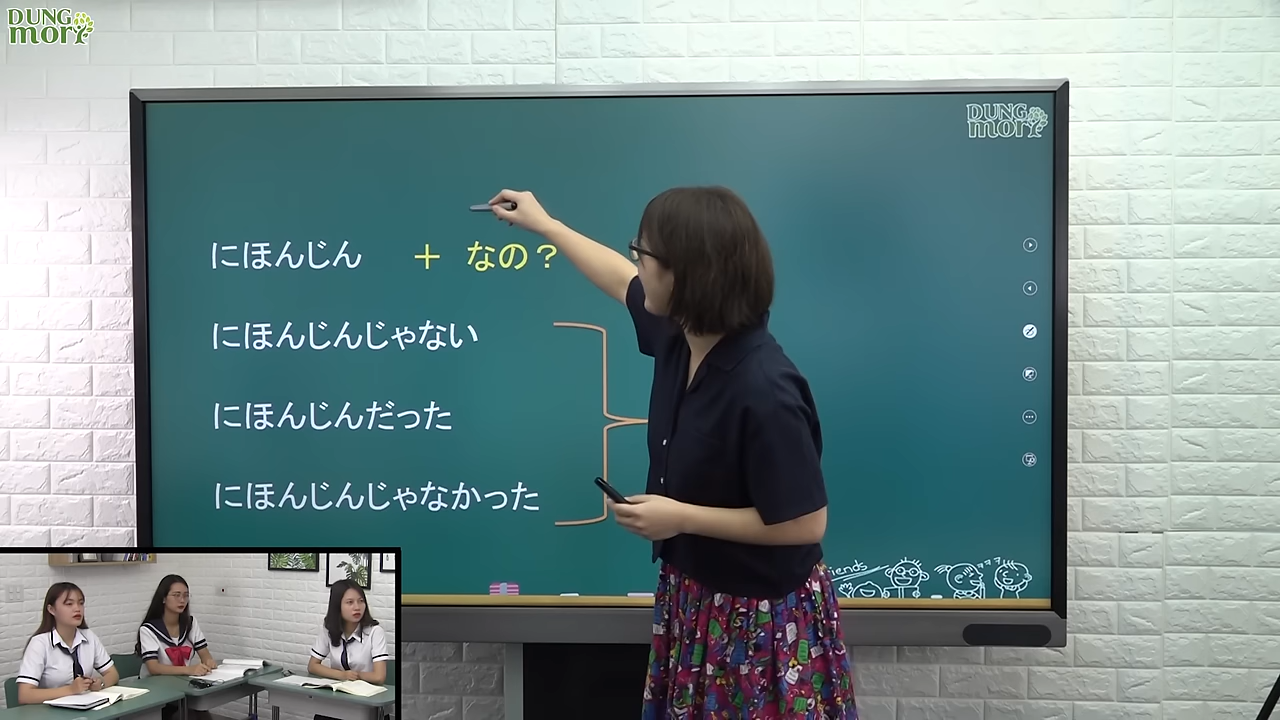 DUNG
mori
DUNG
mori
にほんじん + なの？
にほんじんじゃない
にほんじんだった
にほんじんじゃなかった
iends